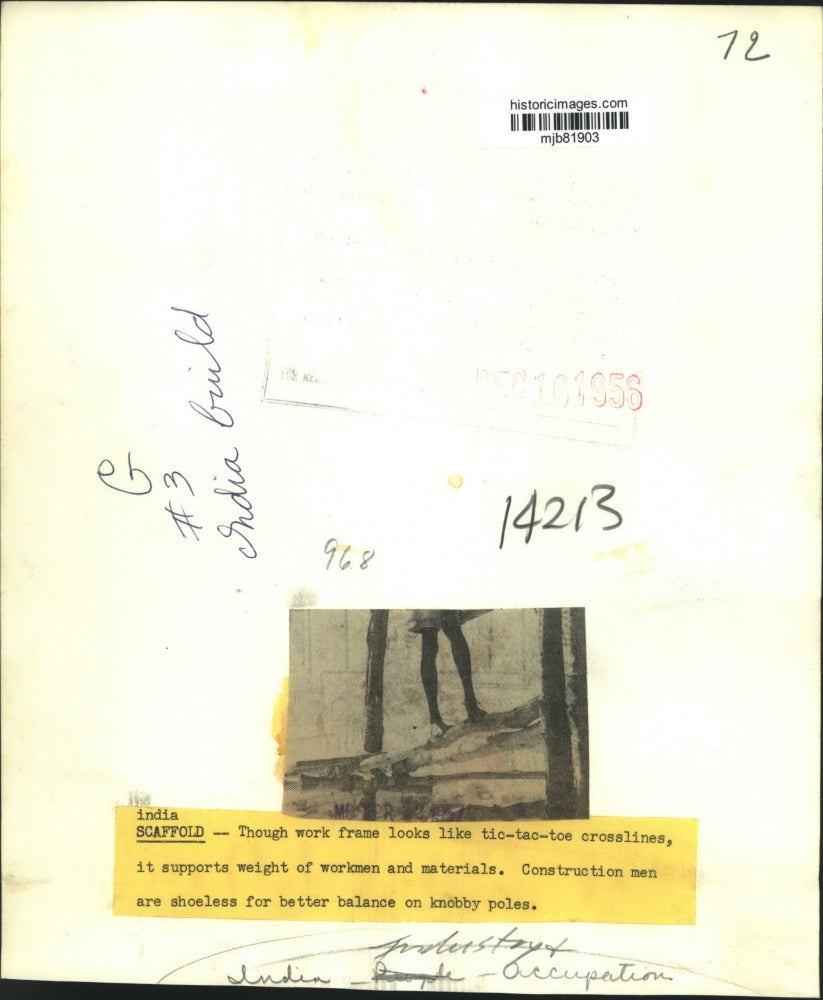 72
historicimages.com
mjb81903
DEC 16 1956
G
#3
India build
14213
968
india
SCAFFOLD -- Though work frame looks like tic-tac-toe crosslines,
it supports weight of workmen and materials. Construction men
are shoeless for better balance on knobby poles.
Industry
India - People - Occupation